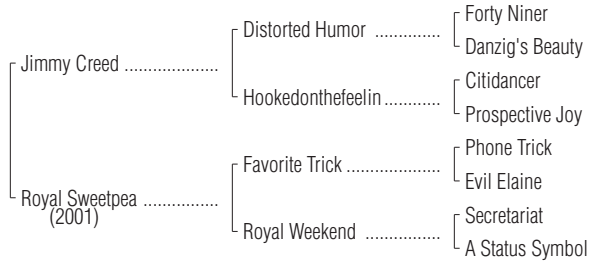 Forty Niner
Distorted Humor ..............
Danzig's Beauty
Jimmy Creed ....................
Citidancer
Hookedonthefeelin ............
Prospective Joy
Phone Trick
Favorite Trick ....................
Evil Elaine
Royal Sweetpea ................
(2001)
Secretariat
Royal Weekend ................
A Status Symbol